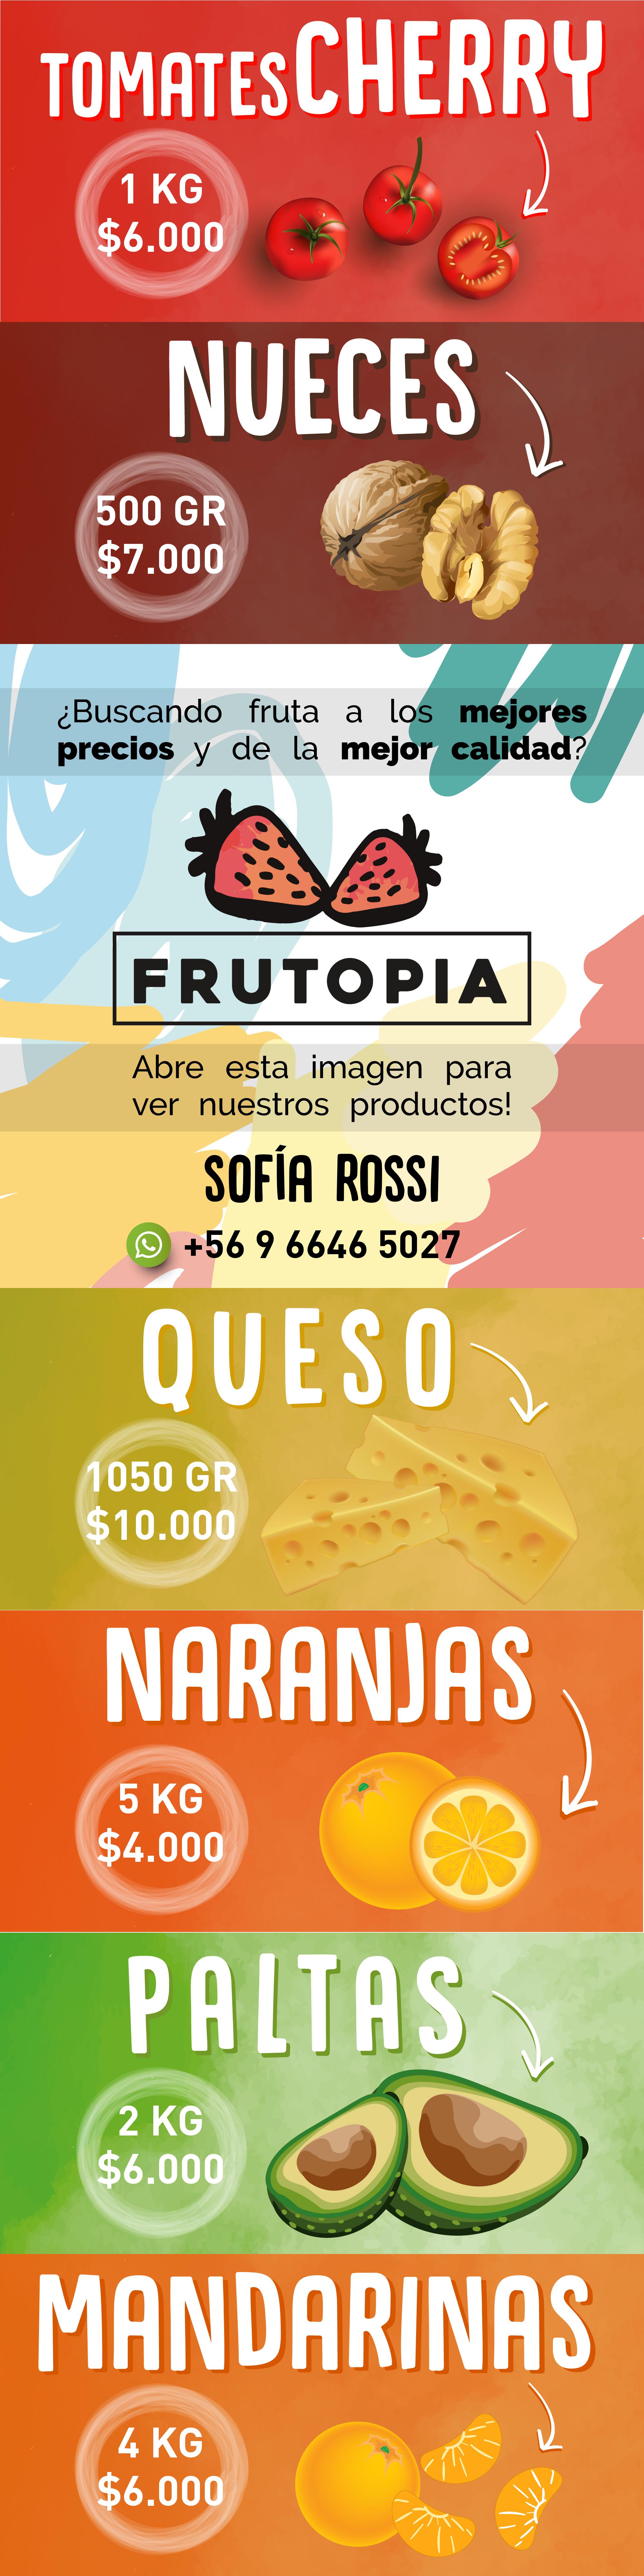 TOMATES CHERRY
1 KG
$6.000
NUECES
500 GR
$7.000
¿Buscando fruta a los mejores
precios y de la mejor calidad?
FRUTOPIA
Abre esta imagen para
ver nuestros productos!
SOFÍA ROSSI
+56 9 6646 5027
QUESO
1050 GR
$10.000
NARANJAS
5 KG
$4.000
PALTAS
2 KG
$6.000
MANDARINAS
4 KG
$6.000